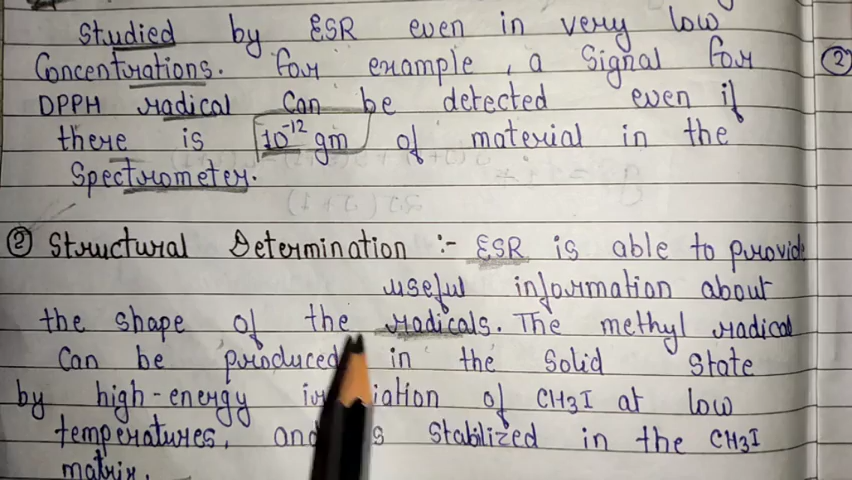 Studied by ESR even in very low
Concentrations. For example, a Signal for
②
DPPH radical Can be detected even if
there is 10⁻¹² gm of material in the
Spectrometer.
② Structural Determination :- ESR is able to provide
useful information about
the shape of the radicals. The methyl radical
Can be produced in the Solid State
by high-energy of CH3I at low
temperatures, and stabilized in the CH3I
matrix.